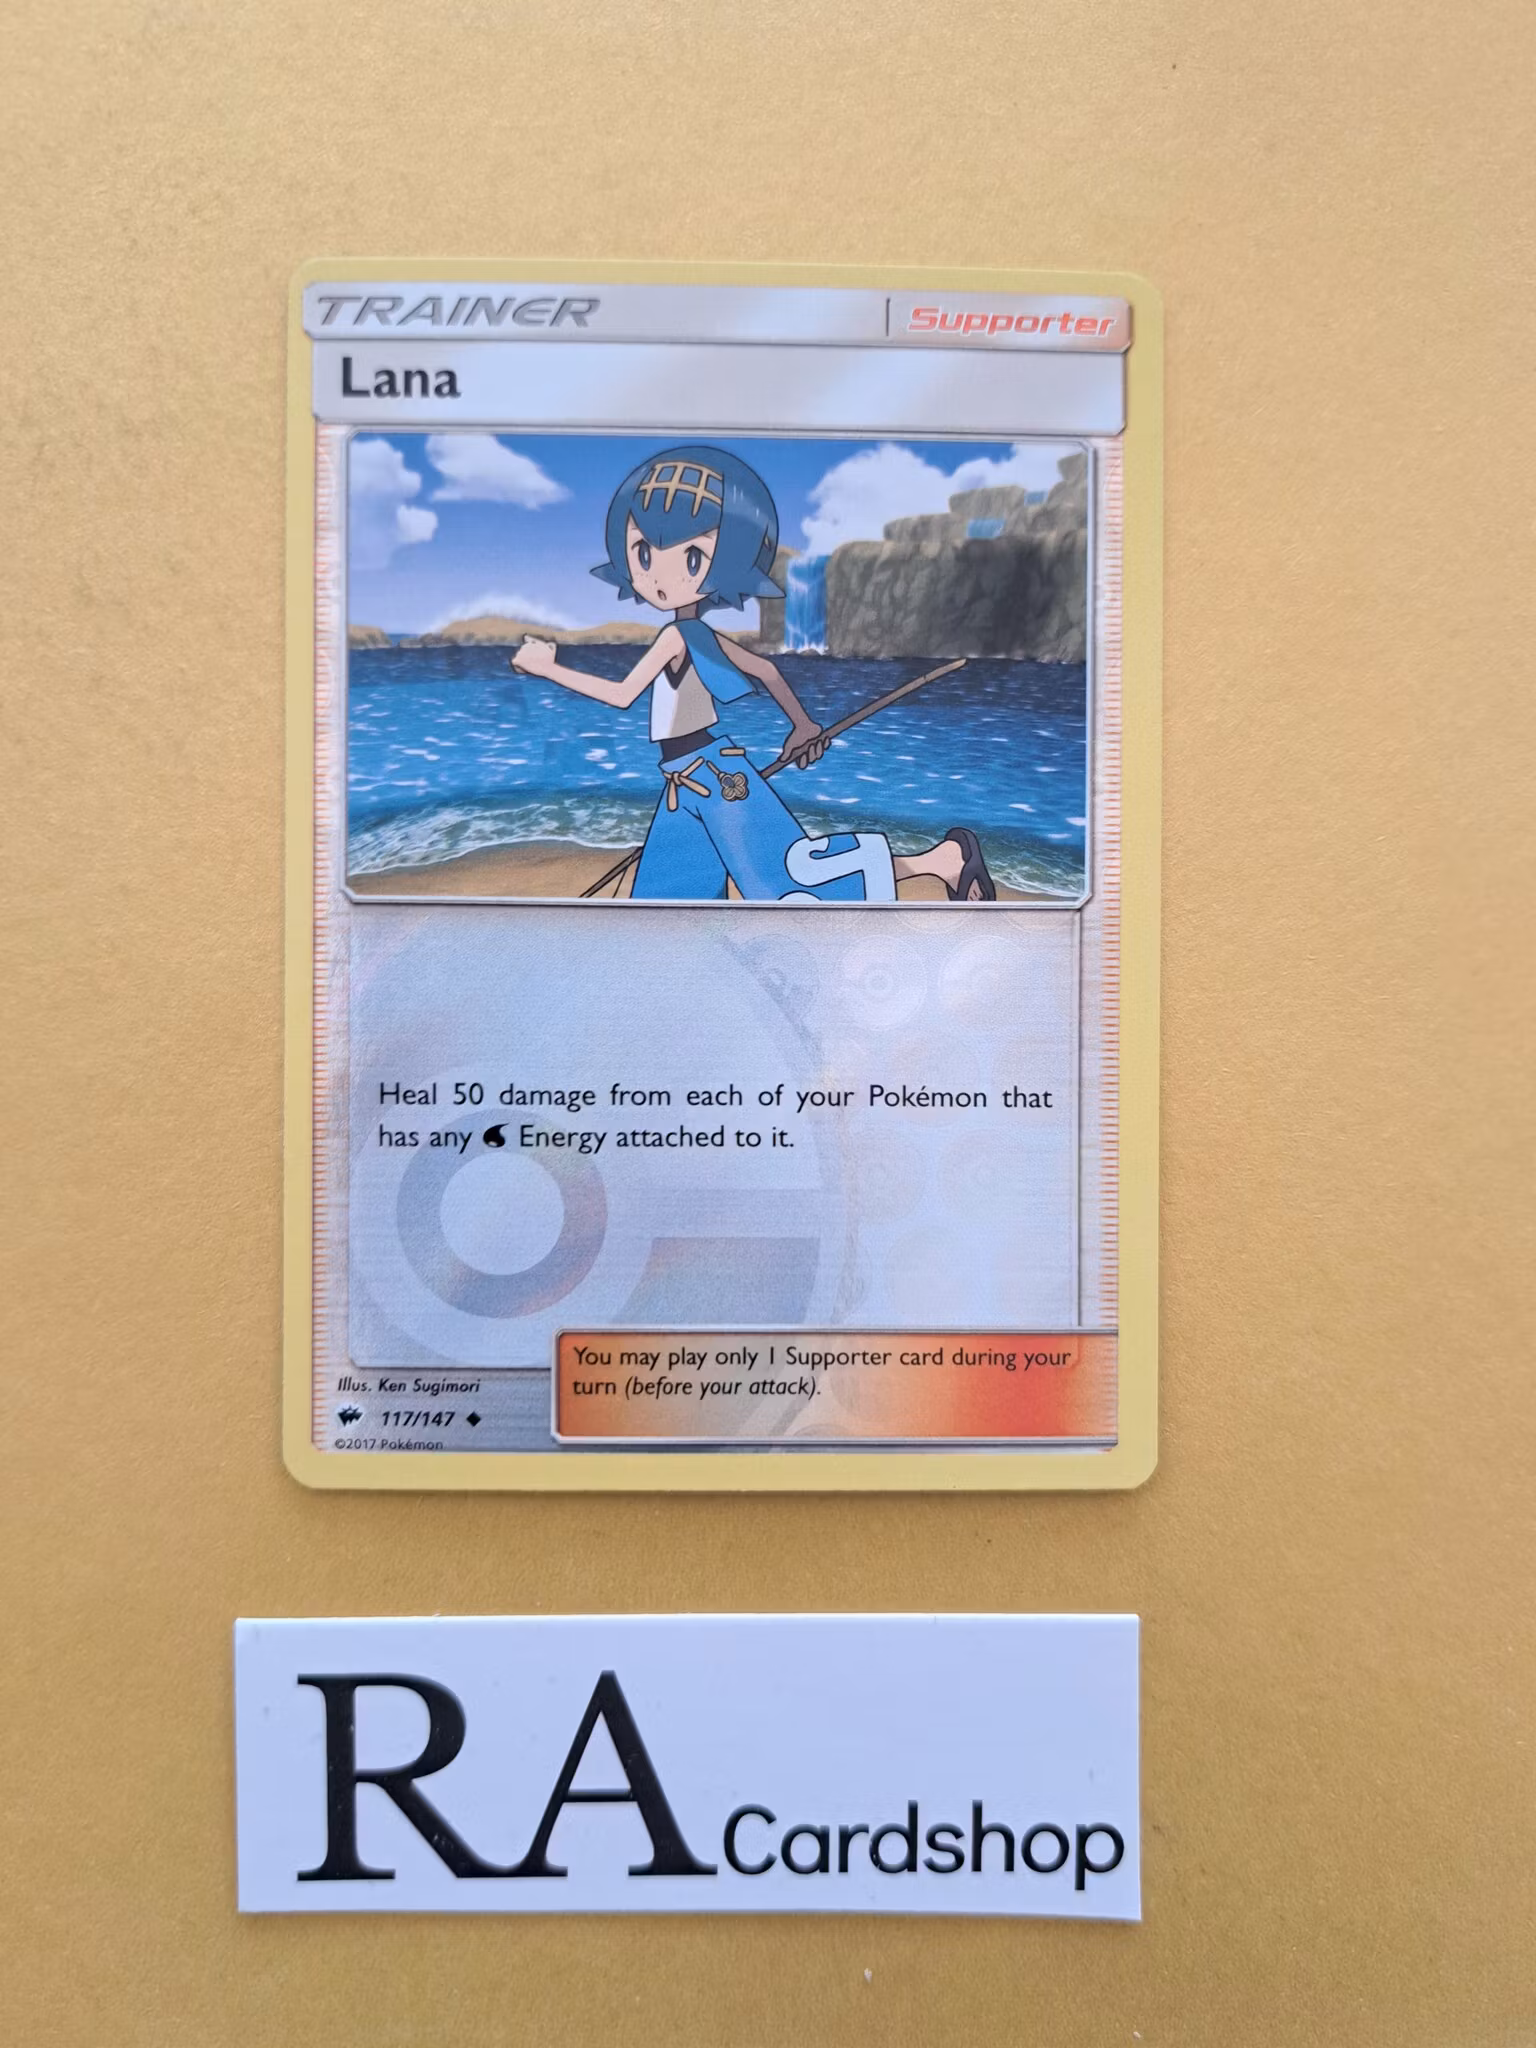 TRAINER
Supporter
Lana
Heal 50 damage from each of your Pokémon that
has any Energy attached to it.
You may play only 1 Supporter card during your
turn (before your attack).
Illus. Ken Sugimori
117/147
©2017 Pokémon
RA Cardshop